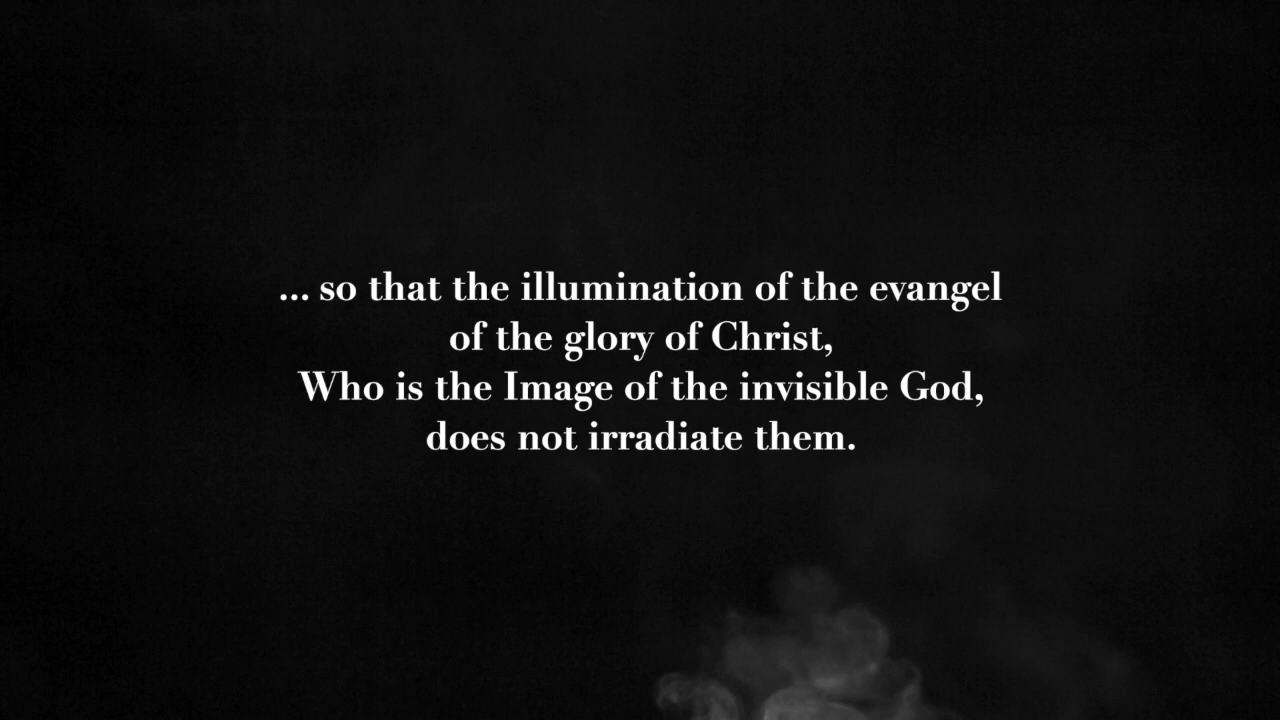 ... so that the illumination of the evangel
of the glory of Christ,
Who is the Image of the invisible God,
does not irradiate them.